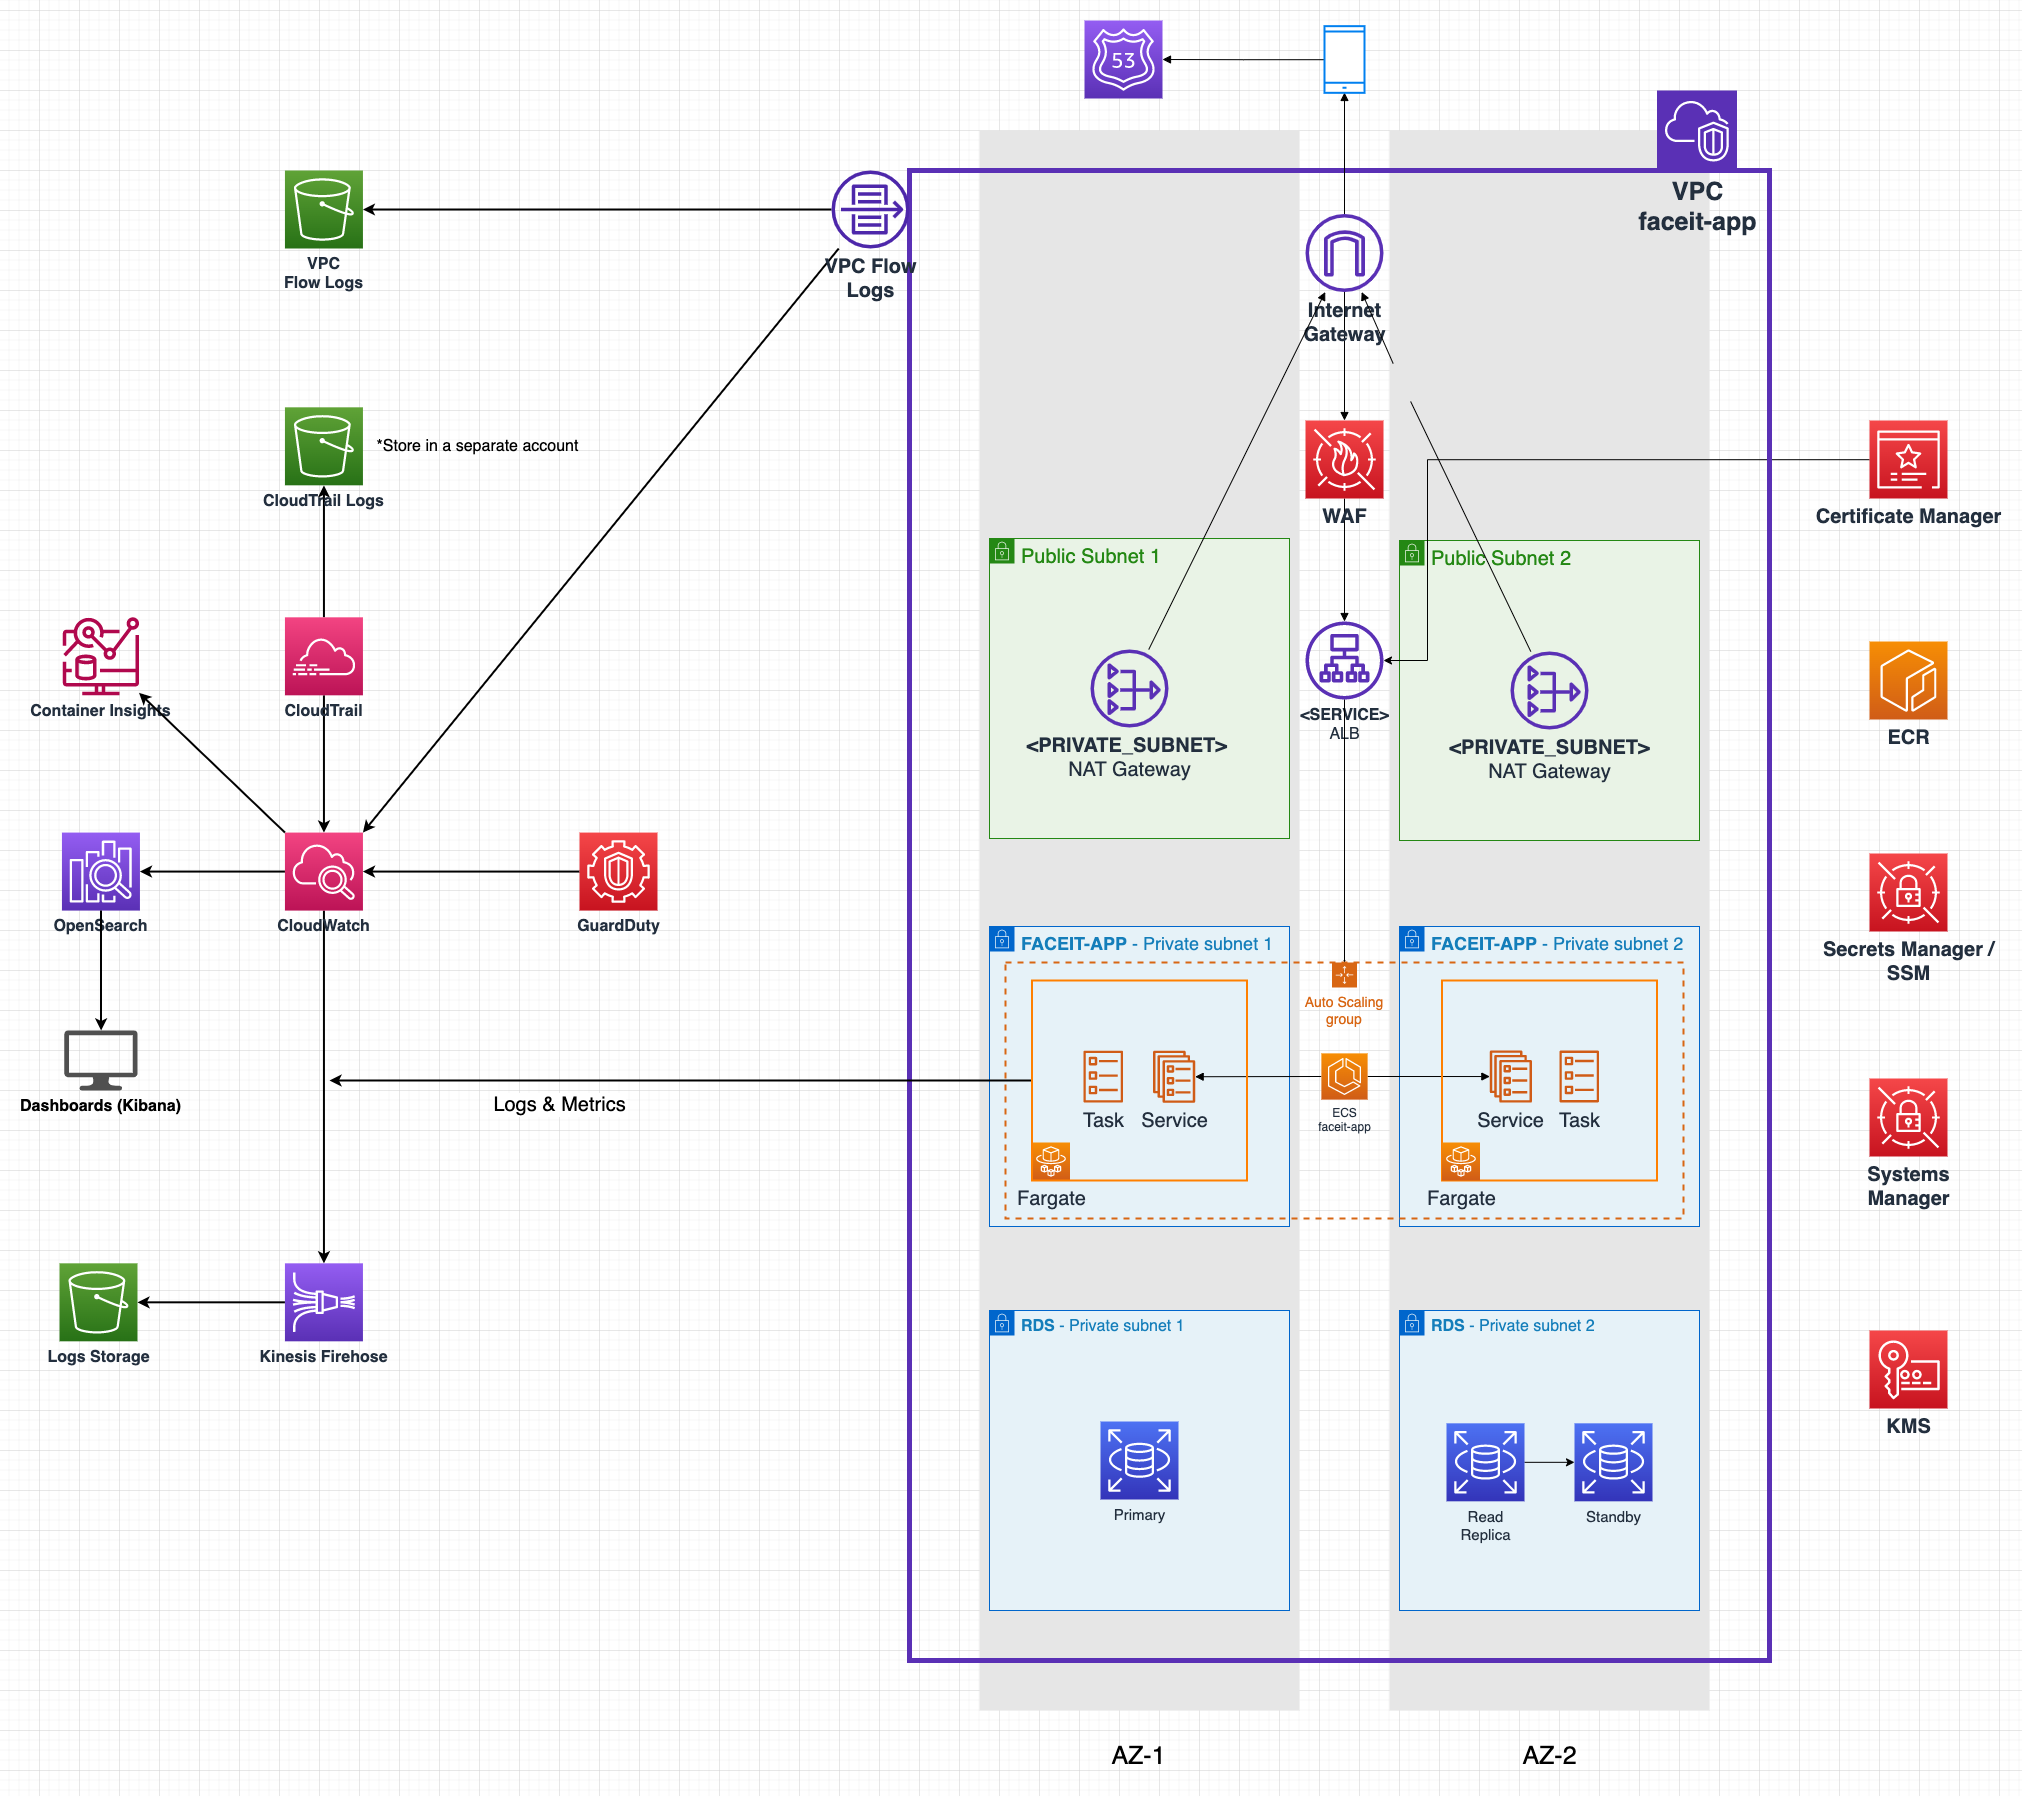 53
VPC
faceit-app
VPC
Flow Logs
VPC Flow
Logs
Internet
Gateway
*Store in a separate account
CloudTrail Logs
WAF
Certificate Manager
Public Subnet 1
Public Subnet 2
Container Insights
CloudTrail
<SERVICE>
ALB
<PRIVATE_SUBNET>
NAT Gateway
<PRIVATE_SUBNET>
NAT Gateway
ECR
OpenSearch
CloudWatch
GuardDuty
FACEIT-APP - Private subnet 1
FACEIT-APP - Private subnet 2
Secrets Manager /
SSM
Auto Scaling
group
Dashboards (Kibana)
Logs & Metrics
Task
Service
ECS
faceit-app
Service
Task
Fargate
Fargate
Systems
Manager
Logs Storage
Kinesis Firehose
RDS - Private subnet 1
RDS - Private subnet 2
KMS
Primary
Read
Replica
Standby
AZ-1
AZ-2